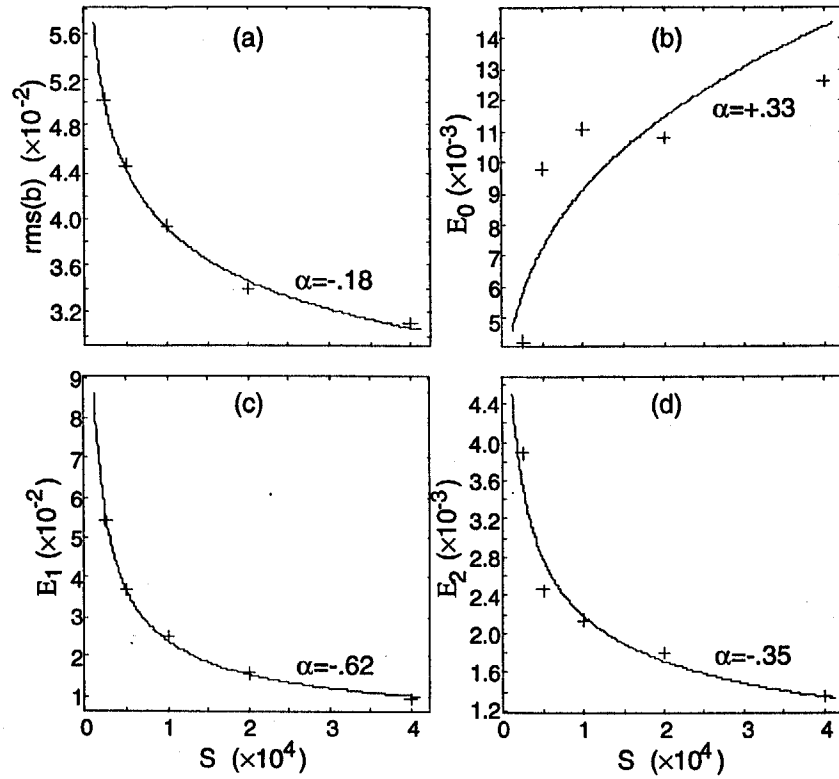 (a)
rms(b) (×10⁻²)
5.6
5.2
4.8
4.4
4.0
3.6
3.2
α=-.18
(b)
E₀ (×10⁻³)
14
13
12
11
10
9
8
7
6
5
α=+.33
(c)
E₁ (×10⁻²)
9
8
7
6
5
4
3
2
1
α=-.62
0 1 2 3 4
S (×10⁴)
(d)
E₂ (×10⁻³)
4.4
4.0
3.6
3.2
2.8
2.4
2.0
1.6
1.2
α=-.35
0 1 2 3 4
S (×10⁴)